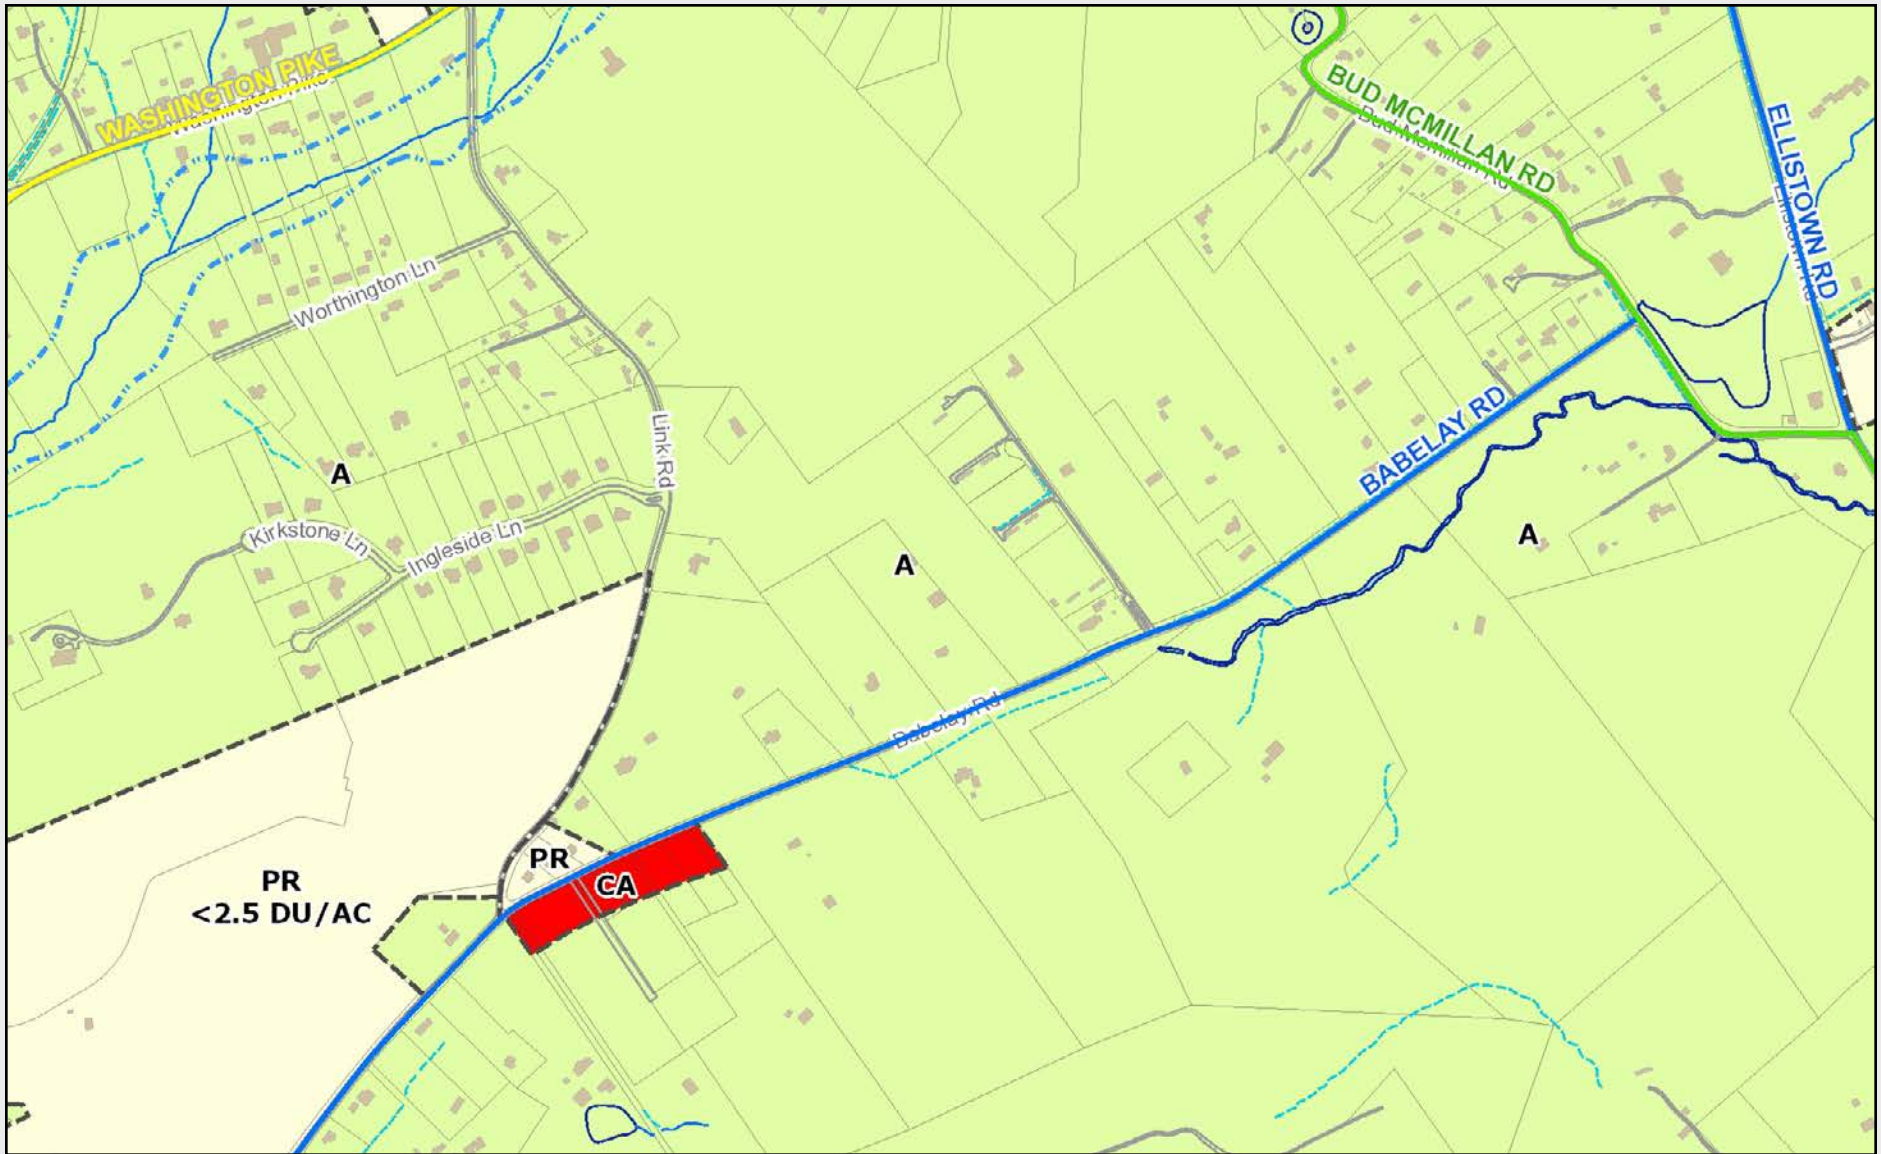 WASHINGTON PIKE
Washington Pike
BUD MCMILLAN RD
Bud Mcmillan Rd
ELLISTOWN RD
Ellistown Rd
Worthington Ln
Link Rd
BABELAY RD
A
Kirkstone Ln
Ingleside Ln
A
A
Babelay Rd
PR
CA
PR
<2.5 DU/AC